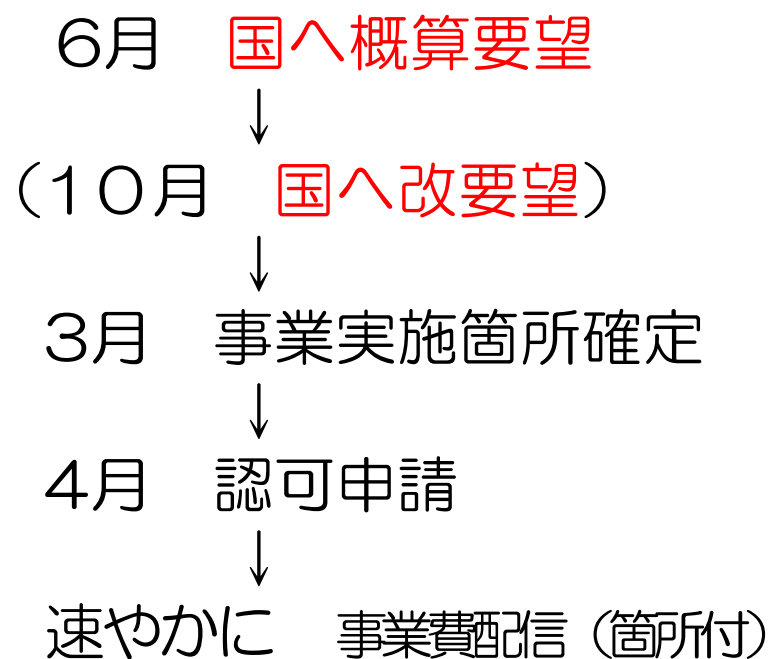 ６月　国へ概算要望
↓
（１０月　国へ改要望）
↓
３月　事業実施箇所確定
↓
４月　認可申請
↓
速やかに　事業費配信（箇所付）